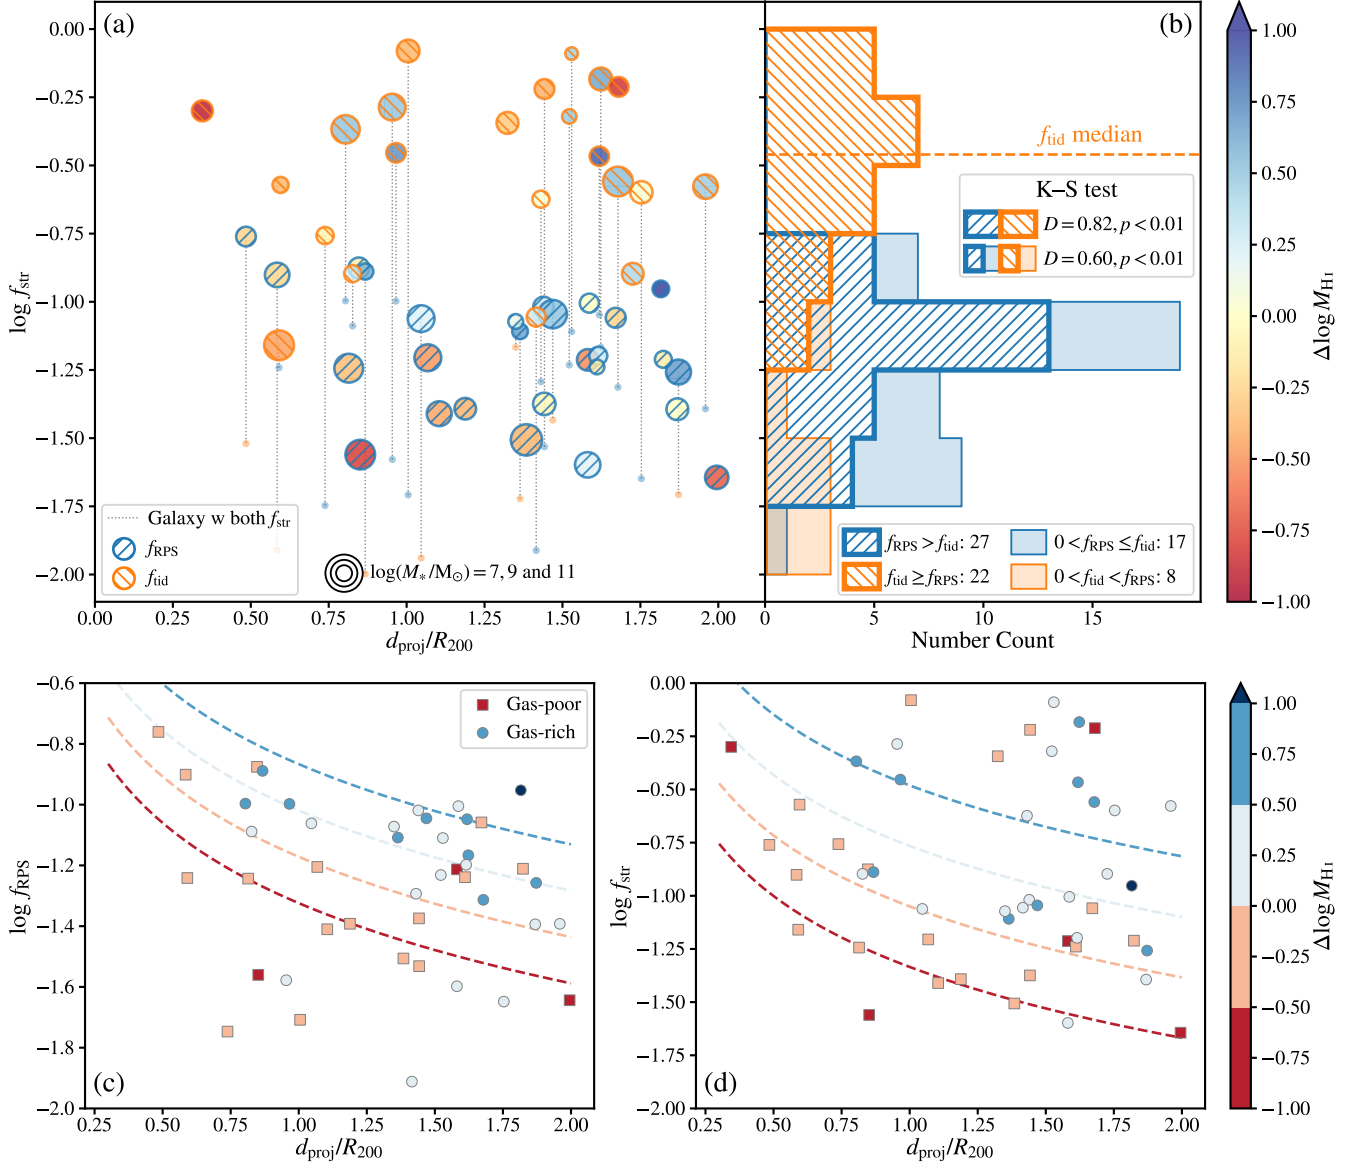 (a)
0.00
−0.25
−0.50
−0.75
−1.00
−1.25
−1.50
−1.75
−2.00
log f_str
Galaxy w both f_str
f_RPS
f_tid
log(M_*/M_⊙) = 7, 9 and 11
0.00 0.25 0.50 0.75 1.00 1.25 1.50 1.75 2.00
d_proj/R_200
(b)
f_tid median
K−S test
D = 0.82, p < 0.01
D = 0.60, p < 0.01
f_RPS > f_tid: 27
0 < f_RPS ≤ f_tid: 17
f_tid ≥ f_RPS: 22
0 < f_tid < f_RPS: 8
0 5 10 15
Number Count
1.00
0.75
0.50
0.25
0.00
−0.25
−0.50
−0.75
−1.00
Δlog M_HI
−0.6
−0.8
−1.0
−1.2
−1.4
−1.6
−1.8
−2.0
log f_RPS
Gas-poor
Gas-rich
(c)
0.25 0.50 0.75 1.00 1.25 1.50 1.75 2.00
d_proj/R_200
0.00
−0.25
−0.50
−0.75
−1.00
−1.25
−1.50
−1.75
−2.00
log f_str
(d)
0.25 0.50 0.75 1.00 1.25 1.50 1.75 2.00
d_proj/R_200
1.00
0.75
0.50
0.25
0.00
−0.25
−0.50
−0.75
−1.00
Δlog M_HI